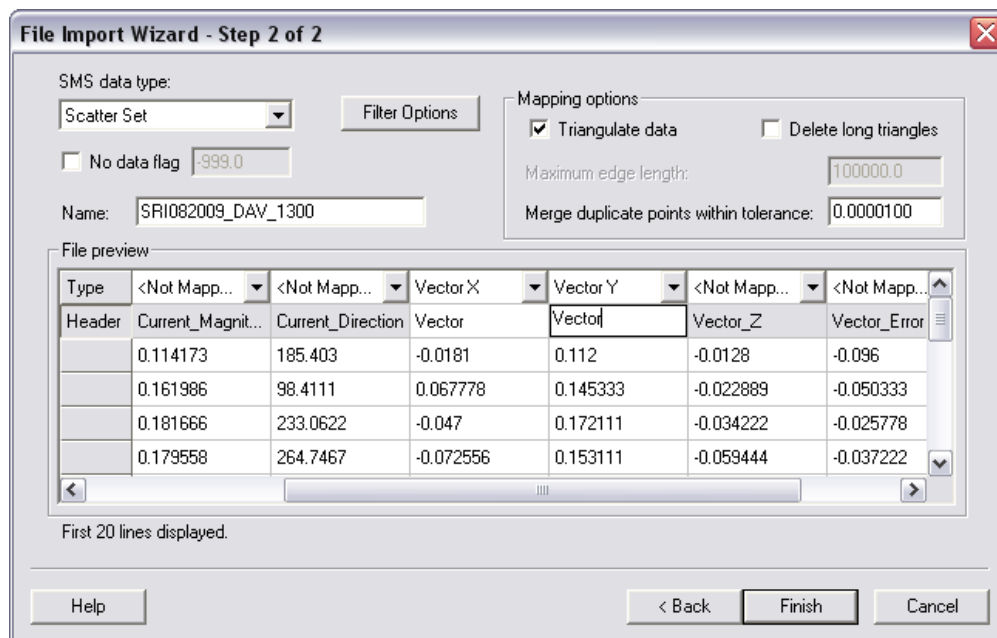 File Import Wizard - Step 2 of 2
SMS data type:
Scatter Set
Filter Options
No data flag -999.0
Name: SRI082009_DAV_1300
Mapping options
Triangulate data Delete long triangles
Maximum edge length: 100000.0
Merge duplicate points within tolerance: 0.0000100
File preview
Type <Not Mapp... <Not Mapp... Vector X Vector Y <Not Mapp... <Not Mapp...
Header Current_Magnit... Current_Direction Vector Vector Vector_Z Vector_Error
0.114173 185.403 -0.0181 0.112 -0.0128 -0.096
0.161986 98.4111 0.067778 0.145333 -0.022889 -0.050333
0.181666 233.0622 -0.047 0.172111 -0.034222 -0.025778
0.179558 264.7467 -0.072556 0.153111 -0.059444 -0.037222
First 20 lines displayed.
Help < Back Finish Cancel